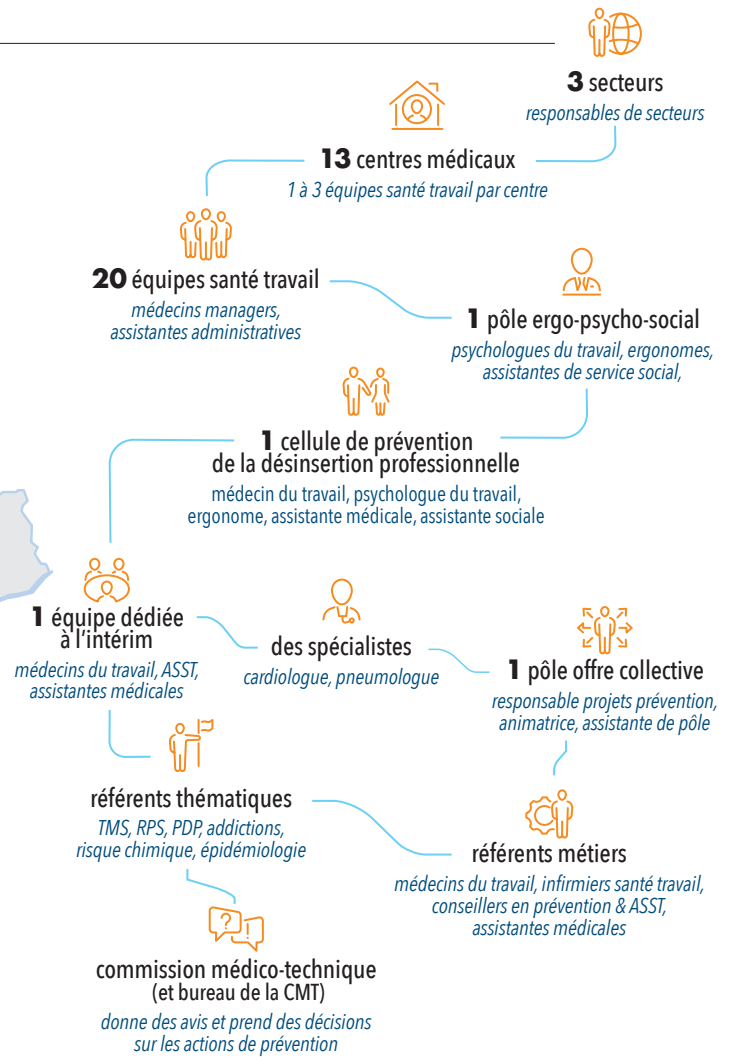 3 secteurs
responsables de secteurs
13 centres médicaux
1 à 3 équipes santé travail par centre
20 équipes santé travail
médecins managers,
assistantes administratives
1 pôle ergo-psycho-social
psychologues du travail, ergonomes,
assistantes de service social,
1 cellule de prévention
de la désinsertion professionnelle
médecin du travail, psychologue du travail,
ergonome, assistante médicale, assistante sociale
1 équipe dédiée
à l'intérim
médecins du travail, ASST,
assistantes médicales
des spécialistes
cardiologue, pneumologue
1 pôle offre collective
responsable projets prévention,
animatrice, assistante de pôle
référents thématiques
TMS, RPS, PDP, addictions,
risque chimique, épidémiologie
référents métiers
médecins du travail, infirmiers santé travail,
conseillers en prévention & ASST,
assistantes médicales
commission médico-technique
(et bureau de la CMT)
donne des avis et prend des décisions
sur les actions de prévention